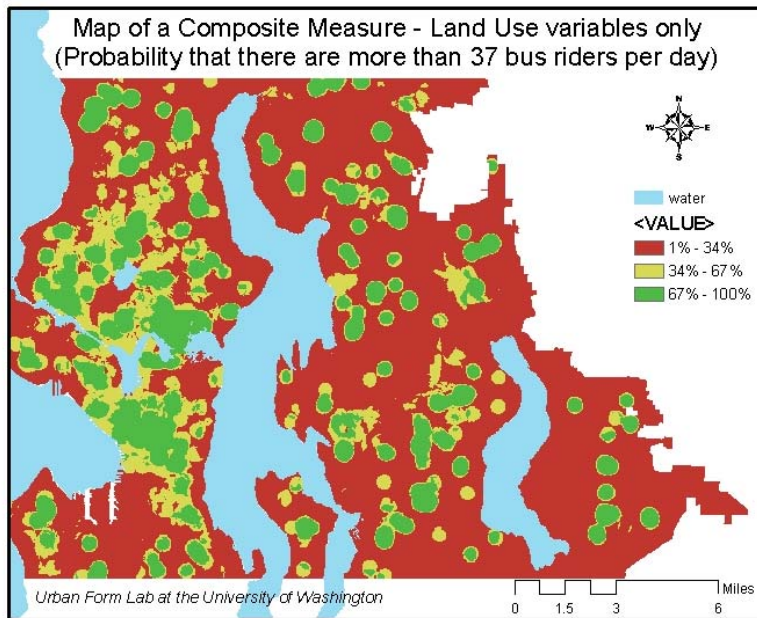 Map of a Composite Measure - Land Use variables only
(Probability that there are more than 37 bus riders per day)
N
W E
S
water
<VALUE>
1% - 34%
34% - 67%
67% - 100%
Urban Form Lab at the University of Washington
Miles
0 1.5 3 6